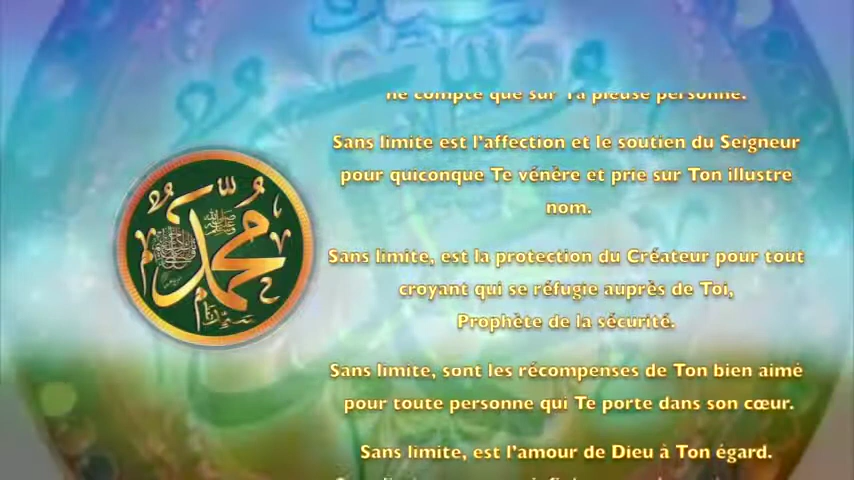 ne compte que sur Ta pieuse personne.
Sans limite est l'affection et le soutien du Seigneur
pour quiconque Te vénère et prie sur Ton illustre
nom.
Sans limite, est la protection du Créateur pour tout
croyant qui se réfugie auprès de Toi,
Prophète de la sécurité.
Sans limite, sont les récompenses de Ton bien aimé
pour toute personne qui Te porte dans son cœur.
Sans limite, est l'amour de Dieu à Ton égard.
محمد